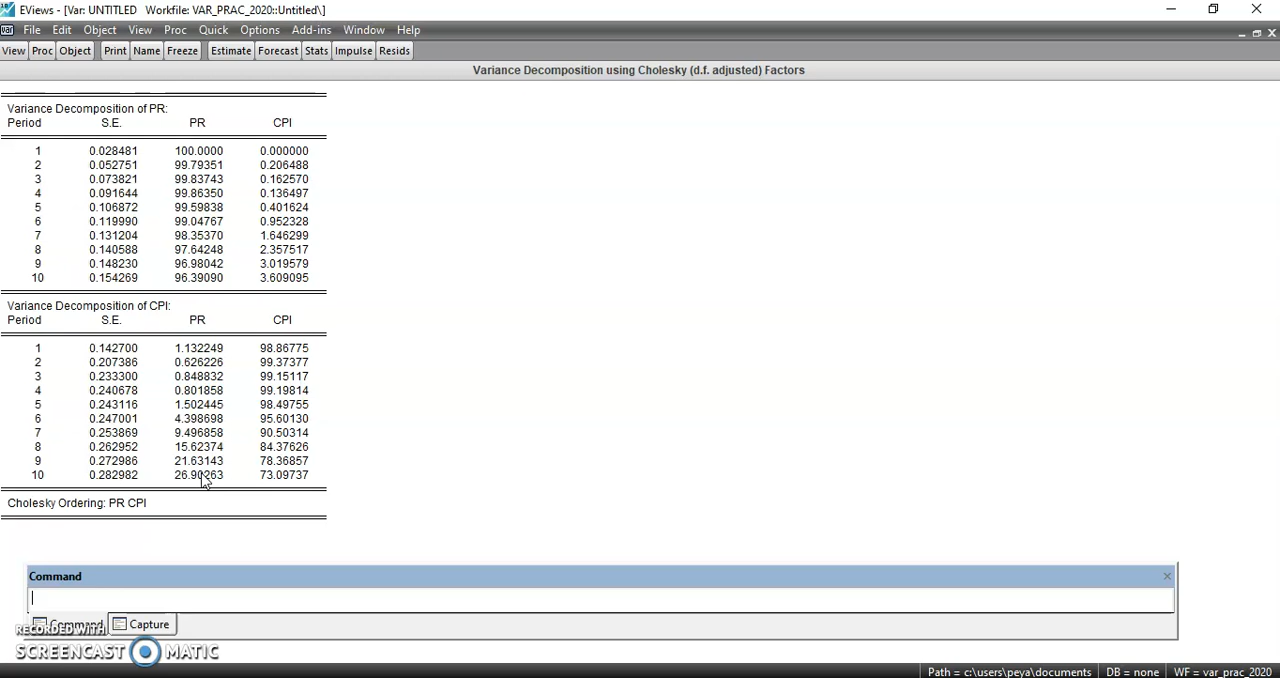 EViews - [Var: UNTITLED   Workfile: VAR_PRAC_2020::Untitled\]
var File Edit Object View Proc Quick Options Add-ins Window Help
View Proc Object Print Name Freeze Estimate Forecast Stats Impulse Resids
Variance Decomposition using Cholesky (d.f. adjusted) Factors
Variance Decomposition of PR:
Period S.E. PR CPI
1 0.028481 100.0000 0.000000
2 0.052751 99.79351 0.206488
3 0.073821 99.83743 0.162570
4 0.091644 99.86350 0.136497
5 0.106872 99.59838 0.401624
6 0.119990 99.04767 0.952328
7 0.131204 98.35370 1.646299
8 0.140588 97.64248 2.357517
9 0.148230 96.98042 3.019579
10 0.154269 96.39090 3.609095
Variance Decomposition of CPI:
Period S.E. PR CPI
1 0.142700 1.132249 98.86775
2 0.207386 0.626226 99.37377
3 0.233300 0.848832 99.15117
4 0.240678 0.801858 99.19814
5 0.243116 1.502445 98.49755
6 0.247001 4.398698 95.60130
7 0.253869 9.496858 90.50314
8 0.262952 15.62374 84.37626
9 0.272986 21.63143 78.36857
10 0.282982 26.90263 73.09737
Cholesky Ordering: PR CPI
Command
Command Capture
RECORDED WITH
SCREENCAST MATIC
Path = c:\users\peya\documents DB = none WF = var_prac_2020